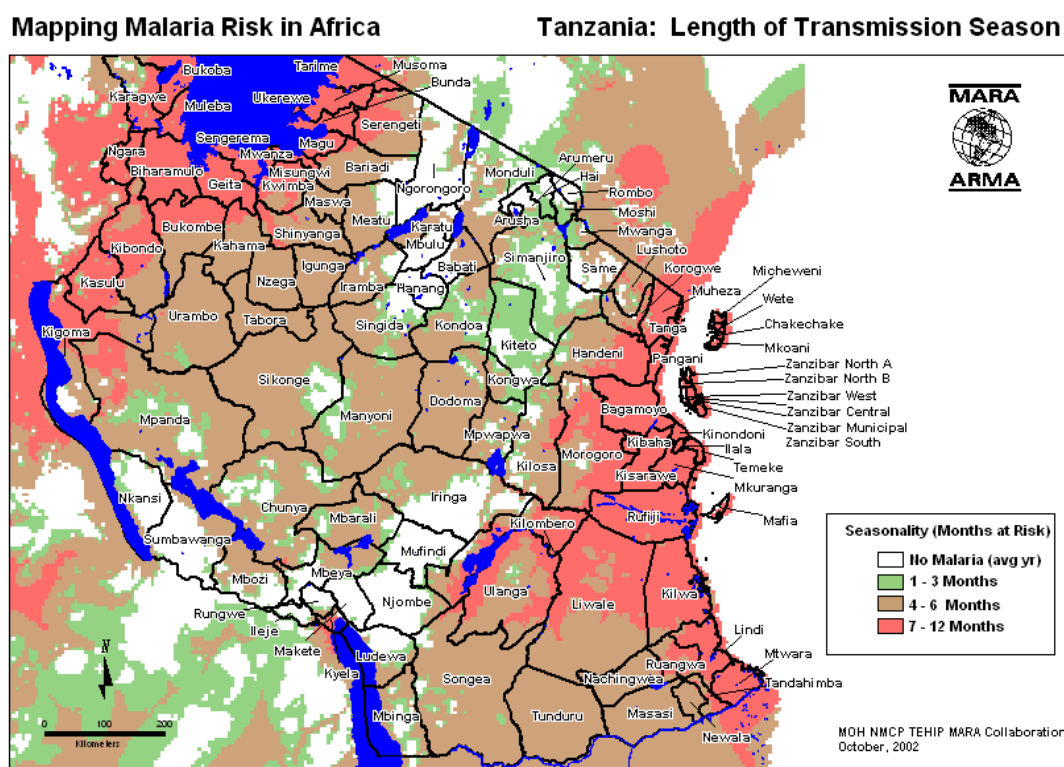 Mapping Malaria Risk in Africa
Tanzania: Length of Transmission Season
MARA
ARMA
Bukoba
Tarime
Musoma
Karagwe
Bunda
Muleba
Ukerewe
Serengeti
Sengerema
Magu
Ngara
Mwanza
Biharamulo
Misungwi
Bariadi
Geita
Kwimba
Ngorongoro
Monduli
Arumeru
Hai
Rombo
Maswa
Moshi
Bukombe
Meatu
Karatu
Arusha
Mwanga
Shinyanga
Kibondo
Kahama
Mbulu
Lushoto
Igunga
Babati
Simanjiro
Same
Korogwe
Kasulu
Nzega
Iramba
Hanang
Muheza
Micheweni
Wete
Urambo
Tabora
Singida
Kondoa
Kigoma
Tanga
Chakechake
Kiteto
Handeni
Pangani
Mkoani
Zanzibar North A
Sikonge
Kongwa
Zanzibar North B
Dodoma
Zanzibar West
Mpanda
Manyoni
Bagamoyo
Zanzibar Central
Mpwapwa
Kinondoni
Zanzibar Municipal
Kibaha
Zanzibar South
Morogoro
Ilala
Kilosa
Kisarawe
Temeke
Nkansi
Iringa
Mkuranga
Chunya
Mbarali
Kilombero
Rufiji
Mafia
Sumbawanga
Mufindi
Mbozi
Mbeya
Ulanga
Liwale
Kilwa
Njombe
Rungwe
Ileje
Makete
Ludewa
Lindi
Kyela
Songea
Ruangwa
Mtwara
Nachingwea
Tandahimba
Mbinga
Tunduru
Masasi
Newala
Seasonality (Months at Risk)
No Malaria (avg yr)
1 - 3 Months
4 - 6 Months
7 - 12 Months
N
0 100 200
Kilometers
MOH NMCP TEHIP MARA Collaboration
October, 2002